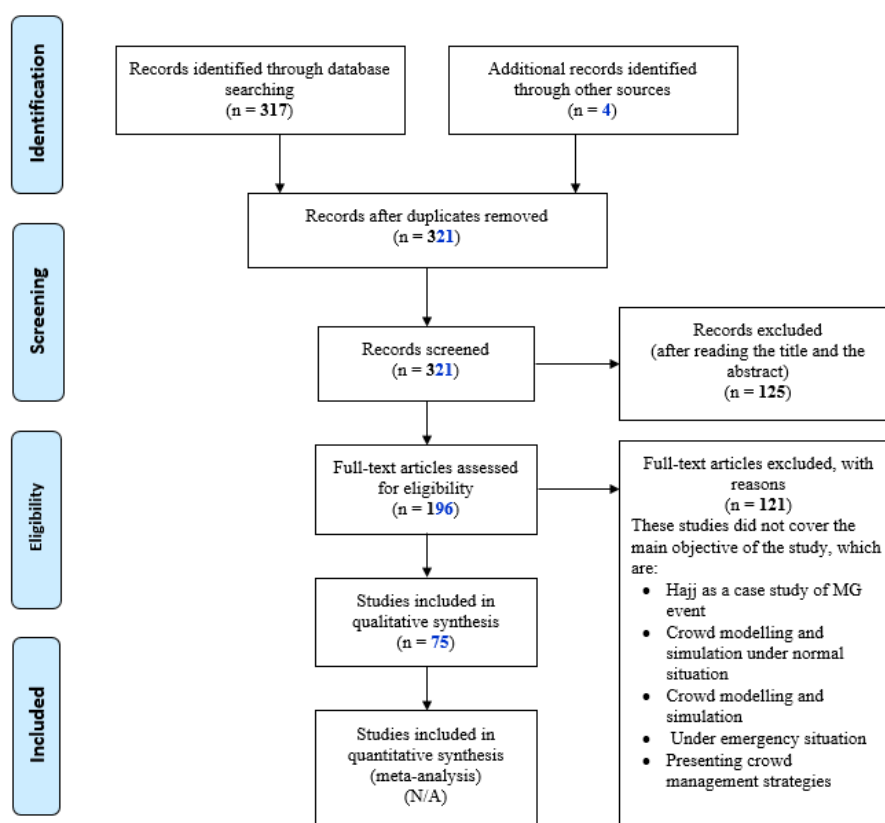 Identification
Records identified through database
searching
(n = 317)
Additional records identified
through other sources
(n = 4)
Records after duplicates removed
(n = 321)
Screening
Records screened
(n = 321)
Records excluded
(after reading the title and the
abstract)
(n = 125)
Eligibility
Full-text articles assessed
for eligibility
(n = 196)
Full-text articles excluded, with
reasons
(n = 121)
These studies did not cover the
main objective of the study, which
are:
• Hajj as a case study of MG
event
• Crowd modelling and
simulation under normal
situation
• Crowd modelling and
simulation
• Under emergency situation
• Presenting crowd
management strategies
Studies included in
qualitative synthesis
(n = 75)
Included
Studies included in
quantitative synthesis
(meta-analysis)
(N/A)